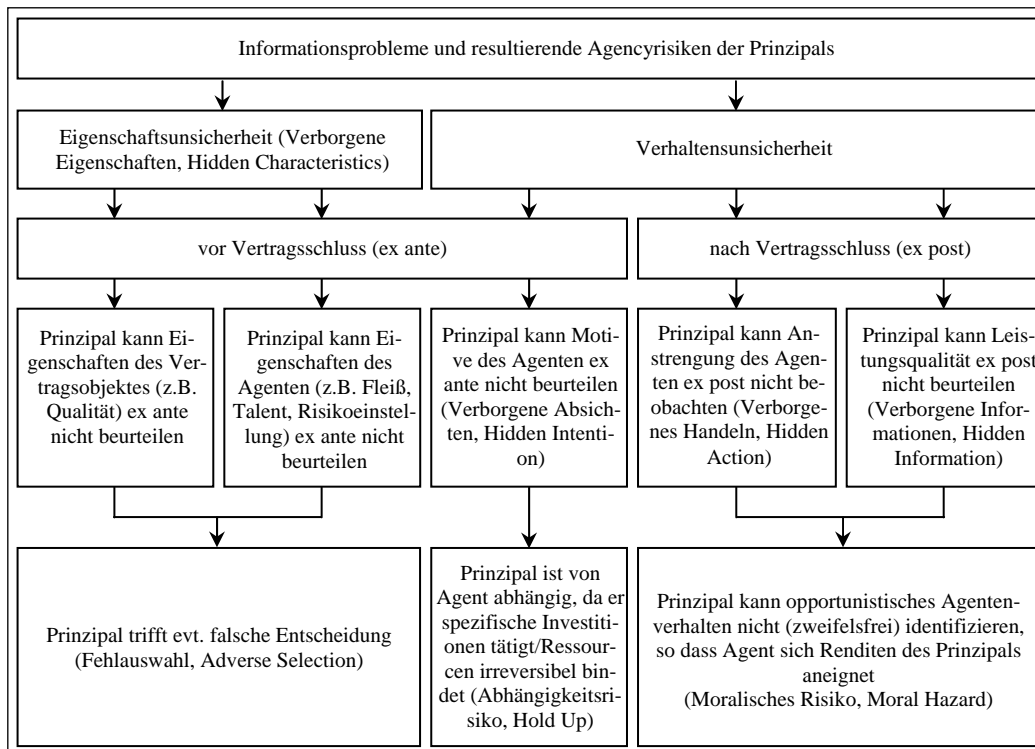 Informationsprobleme und resultierende Agencyrisiken der Prinzipals
Eigenschaftsunsicherheit (Verborgene
Eigenschaften, Hidden Characteristics)
Verhaltensunsicherheit
vor Vertragsschluss (ex ante)
nach Vertragsschluss (ex post)
Prinzipal kann Ei-
genschaften des Ver-
tragsobjektes (z.B.
Qualität) ex ante
nicht beurteilen
Prinzipal kann Ei-
genschaften des
Agenten (z.B. Fleiß,
Talent, Risikoeinstel-
lung) ex ante nicht
beurteilen
Prinzipal kann Moti-
ve des Agenten ex
ante nicht beurteilen
(Verborgene Absich-
ten, Hidden Intenti-
on)
Prinzipal kann An-
strengung des Agen-
ten ex post nicht be-
obachten (Verborge-
nes Handeln, Hidden
Action)
Prinzipal kann Leis-
tungsqualität ex post
nicht beurteilen
(Verborgene Infor-
mationen, Hidden
Information)
Prinzipal trifft evt. falsche Entscheidung
(Fehlauswahl, Adverse Selection)
Prinzipal ist von
Agent abhängig, da er
spezifische Investiti-
onen tätigt/Ressour-
cen irreversibel bin-
det (Abhängigkeitsri-
siko, Hold Up)
Prinzipal kann opportunistisches Agenten-
verhalten nicht (zweifelsfrei) identifizieren,
so dass Agent sich Renditen des Prinzipals
aneignet
(Moralisches Risiko, Moral Hazard)